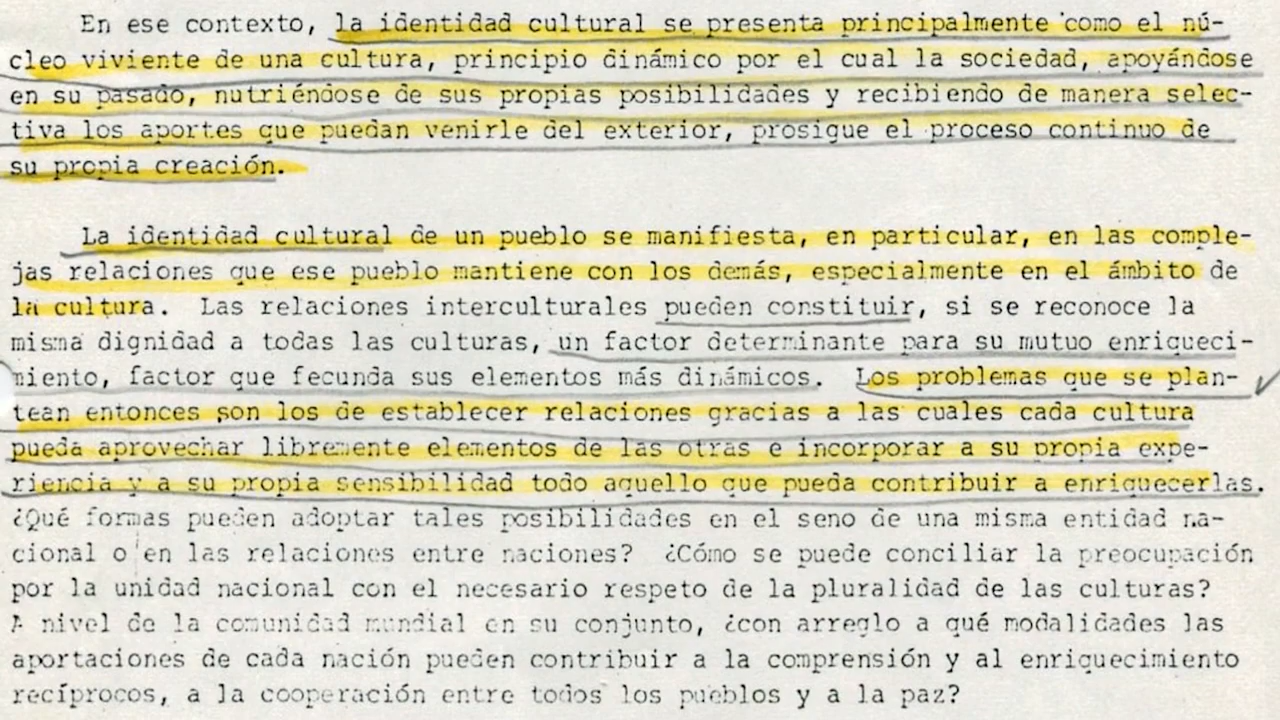 En ese contexto, la identidad cultural se presenta principalmente como el nú-
cleo viviente de una cultura, principio dinámico por el cual la sociedad, apoyándose
en su pasado, nutriéndose de sus propias posibilidades y recibiendo de manera selec-
tiva los aportes que puedan venirle del exterior, prosigue el proceso continuo de
su propia creación.
La identidad cultural de un pueblo se manifiesta, en particular, en las comple-
jas relaciones que ese pueblo mantiene con los demás, especialmente en el ámbito de
la cultura. Las relaciones interculturales pueden constituir, si se reconoce la
misma dignidad a todas las culturas, un factor determinante para su mutuo enriqueci-
miento, factor que fecunda sus elementos más dinámicos. Los problemas que se plan-
tean entonces son los de establecer relaciones gracias a las cuales cada cultura
pueda aprovechar libremente elementos de las otras e incorporar a su propia expe-
riencia y a su propia sensibilidad todo aquello que pueda contribuir a enriquecerlas.
¿Qué formas pueden adoptar tales posibilidades en el seno de una misma entidad na-
cional o en las relaciones entre naciones? ¿Cómo se puede conciliar la preocupación
por la unidad nacional con el necesario respeto de la pluralidad de las culturas?
A nivel de la comunidad mundial en su conjunto, ¿con arreglo a qué modalidades las
aportaciones de cada nación pueden contribuir a la comprensión y al enriquecimiento
recíprocos, a la cooperación entre todos los pueblos y a la paz?